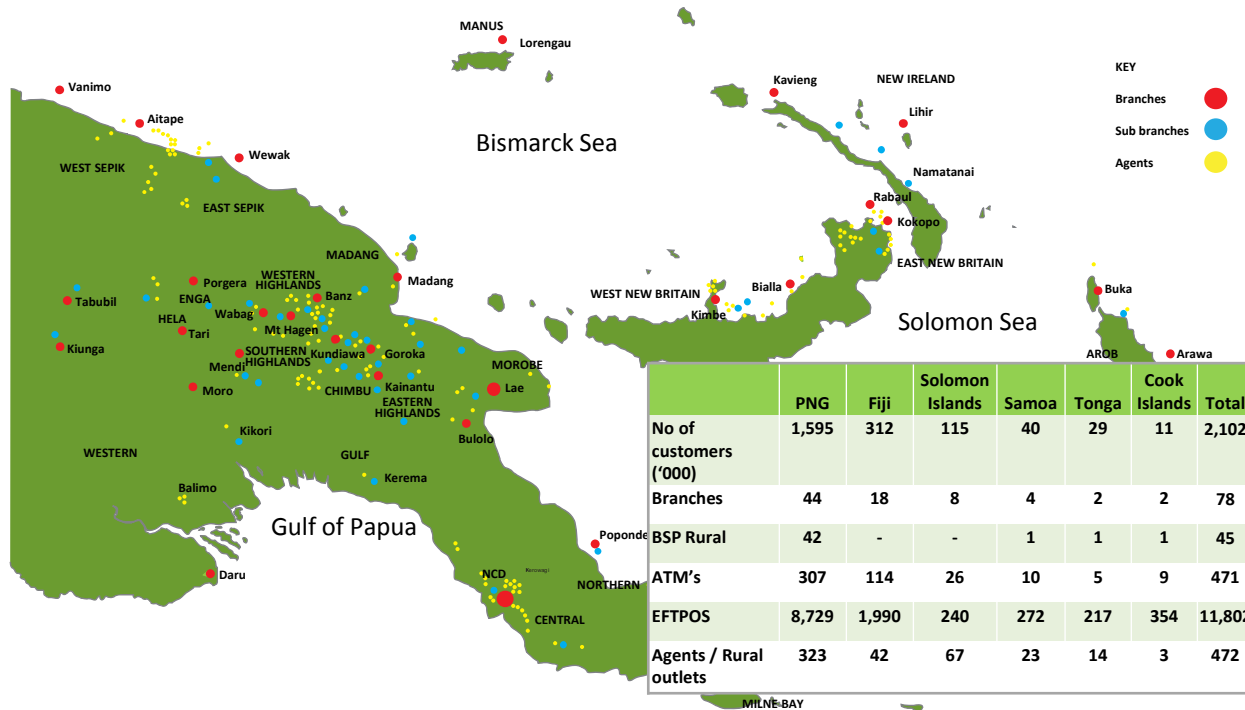 MANUS
Lorengau
Vanimo
Kavieng
NEW IRELAND
KEY
Branches
Lihir
Aitape
Bismarck Sea
Sub branches
Wewak
Agents
WEST SEPIK
Namatanai
EAST SEPIK
Rabaul
Kokopo
MADANG
EAST NEW BRITAIN
Porgera
WESTERN
HIGHLANDS
Madang
Bialla
Buka
Tabubil
ENGA
Banz
WEST NEW BRITAIN
Wabag
Kimbe
HELA
Mt Hagen
Solomon Sea
Tari
Kiunga
SOUTHERN
HIGHLANDS
Kundiawa
Goroka
AROB
Arawa
Mendi
MOROBE
Moro
CHIMBU
Kainantu
Lae
EASTERN
HIGHLANDS
Bulolo
Kikori
WESTERN
GULF
Kerema
Balimo
Gulf of Papua
Poponde
Daru
NCD
Kerowagi
NORTHERN
CENTRAL
MILNE BAY
PNG Fiji Solomon Islands Samoa Tonga Cook Islands Total
No of customers (‘000) 1,595 312 115 40 29 11 2,102
Branches 44 18 8 4 2 2 78
BSP Rural 42 - - 1 1 1 45
ATM's 307 114 26 10 5 9 471
EFTPOS 8,729 1,990 240 272 217 354 11,802
Agents / Rural outlets 323 42 67 23 14 3 472